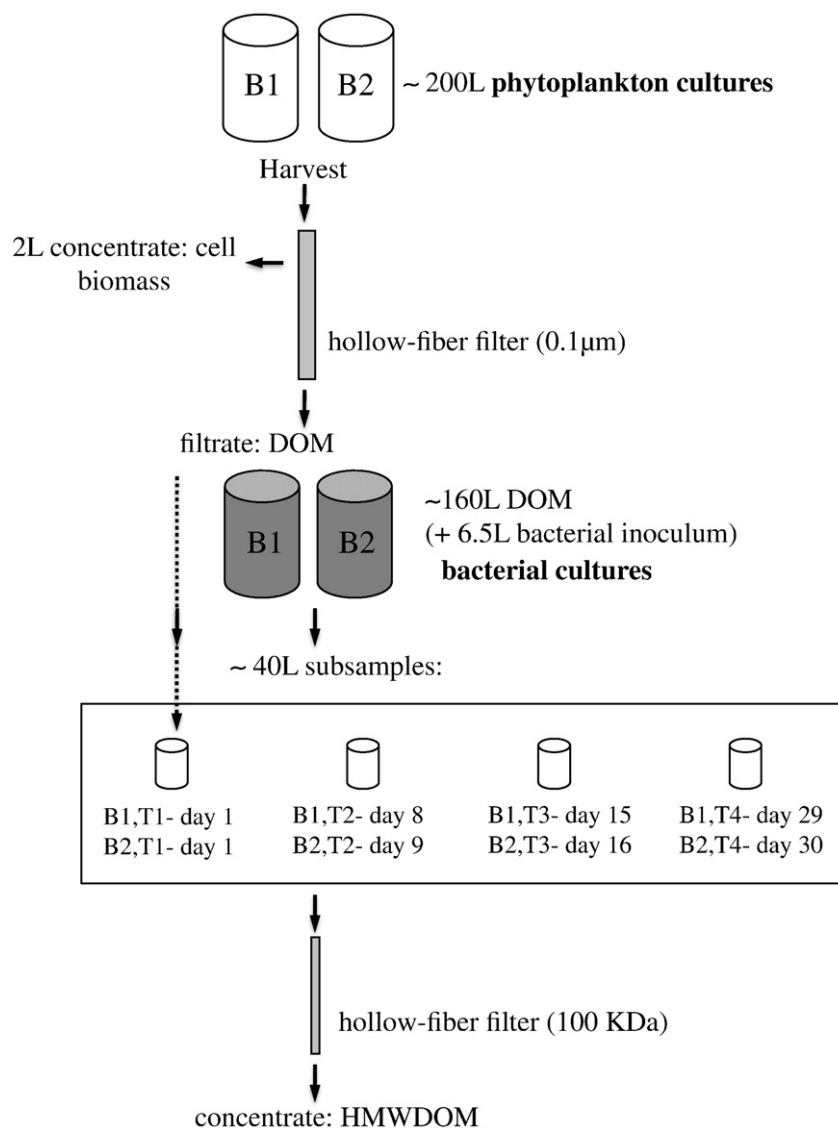 B1
B2
~ 200L phytoplankton cultures
Harvest
2L concentrate: cell
biomass
hollow-fiber filter (0.1µm)
filtrate: DOM
B1
B2
~160L DOM
(+ 6.5L bacterial inoculum)
bacterial cultures
~ 40L subsamples:
B1,T1- day 1
B2,T1- day 1
B1,T2- day 8
B2,T2- day 9
B1,T3- day 15
B2,T3- day 16
B1,T4- day 29
B2,T4- day 30
hollow-fiber filter (100 KDa)
concentrate: HMWDOM